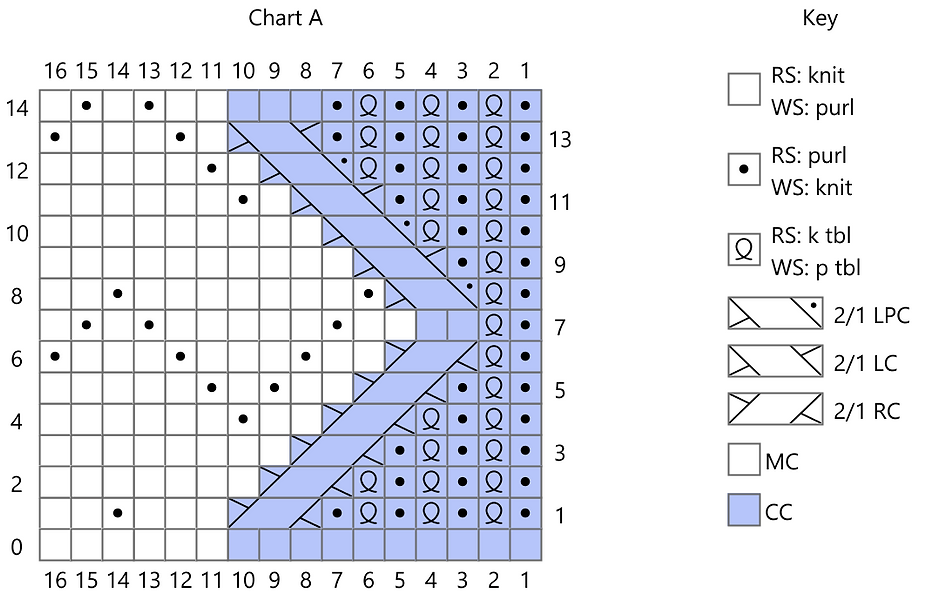 Chart A
Key
16 15 14 13 12 11 10 9 8 7 6 5 4 3 2 1
RS: knit
WS: purl
14
13
RS: purl
WS: knit
12
11
10
RS: k tbl
WS: p tbl
9
8
7
2/1 LPC
6
2/1 LC
5
4
2/1 RC
3
MC
2
1
CC
0
16 15 14 13 12 11 10 9 8 7 6 5 4 3 2 1